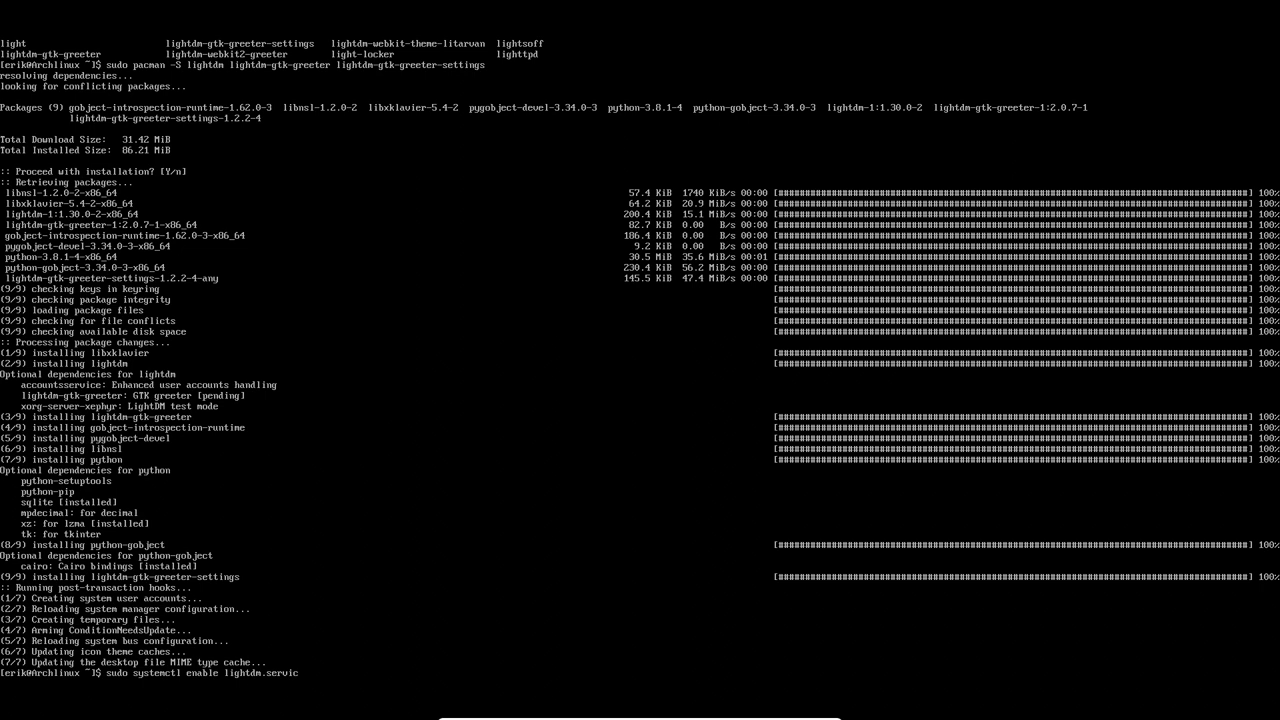 light lightdm-gtk-greeter-settings lightdm-webkit-theme-litarvan lightsoff
lightdm-gtk-greeter lightdm-webkit2-greeter light-locker lighttpd
[erik@Archlinux ~]$ sudo pacman -S lightdm lightdm-gtk-greeter lightdm-gtk-greeter-settings
resolving dependencies...
looking for conflicting packages...
Packages (9) gobject-introspection-runtime-1.62.0-3 libnsl-1.2.0-2 libxklavier-5.4-2 pygobject-devel-3.34.0-3 python-3.8.1-4 python-gobject-3.34.0-3 lightdm-1:1.30.0-2 lightdm-gtk-greeter-1:2.0.7-1
lightdm-gtk-greeter-settings-1.2.2-4
Total Download Size: 31.42 MiB
Total Installed Size: 86.21 MiB
:: Proceed with installation? [Y/n]
:: Retrieving packages...
libnsl-1.2.0-2-x86_64 57.4 KiB 1740 KiB/s 00:00 [############################################################] 100%
libxklavier-5.4-2-x86_64 64.2 KiB 20.9 MiB/s 00:00 [############################################################] 100%
lightdm-1:1.30.0-2-x86_64 200.4 KiB 15.1 MiB/s 00:00 [############################################################] 100%
lightdm-gtk-greeter-1:2.0.7-1-x86_64 82.7 KiB 0.00 B/s 00:00 [############################################################] 100%
gobject-introspection-runtime-1.62.0-3-x86_64 186.4 KiB 0.00 B/s 00:00 [############################################################] 100%
pygobject-devel-3.34.0-3-x86_64 9.2 KiB 0.00 B/s 00:00 [############################################################] 100%
python-3.8.1-4-x86_64 30.5 MiB 35.6 MiB/s 00:01 [############################################################] 100%
python-gobject-3.34.0-3-x86_64 230.4 KiB 56.2 MiB/s 00:00 [############################################################] 100%
lightdm-gtk-greeter-settings-1.2.2-4-any 145.5 KiB 47.4 MiB/s 00:00 [############################################################] 100%
(9/9) checking keys in keyring [############################################################] 100%
(9/9) checking package integrity [############################################################] 100%
(9/9) loading package files [############################################################] 100%
(9/9) checking for file conflicts [############################################################] 100%
(9/9) checking available disk space [############################################################] 100%
:: Processing package changes...
(1/9) installing libxklavier [############################################################] 100%
(2/9) installing lightdm [############################################################] 100%
Optional dependencies for lightdm
accountsservice: Enhanced user accounts handling
lightdm-gtk-greeter: GTK greeter [pending]
xorg-server-xephyr: LightDM test mode
(3/9) installing lightdm-gtk-greeter [############################################################] 100%
(4/9) installing gobject-introspection-runtime [############################################################] 100%
(5/9) installing pygobject-devel [############################################################] 100%
(6/9) installing libnsl [############################################################] 100%
(7/9) installing python [############################################################] 100%
Optional dependencies for python
python-setuptools
python-pip
sqlite [installed]
mpdecimal: for decimal
xz: for lzma [installed]
tk: for tkinter
(8/9) installing python-gobject [############################################################] 100%
Optional dependencies for python-gobject
cairo: Cairo bindings [installed]
(9/9) installing lightdm-gtk-greeter-settings [############################################################] 100%
:: Running post-transaction hooks...
(1/7) Creating system user accounts...
(2/7) Reloading system manager configuration...
(3/7) Creating temporary files...
(4/7) Arming ConditionNeedsUpdate...
(5/7) Reloading system bus configuration...
(6/7) Updating icon theme caches...
(7/7) Updating the desktop file MIME type cache...
[erik@Archlinux ~]$ sudo systemctl enable lightdm.servic